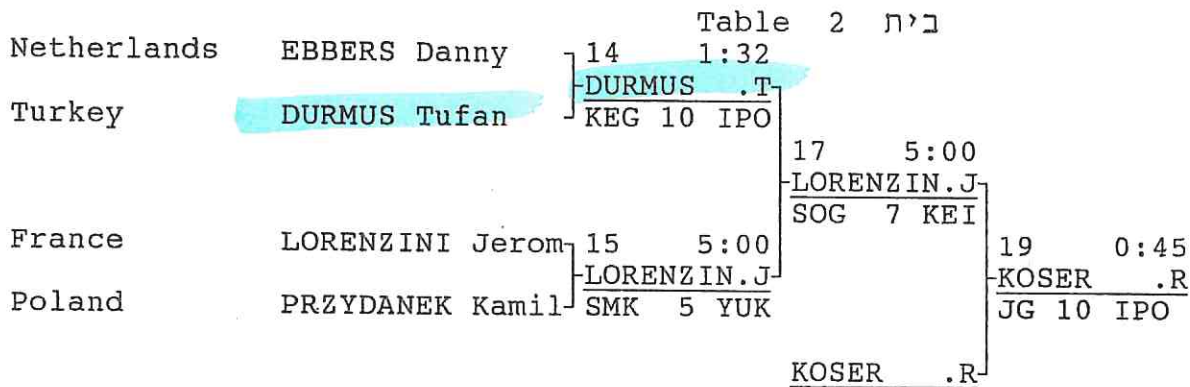 Table 2 בית
Netherlands EBBERS Danny 14 1:32
DURMUS .T
Turkey DURMUS Tufan KEG 10 IPO
17 5:00
LORENZIN.J
SOG 7 KEI
France LORENZINI Jerom 15 5:00 19 0:45
LORENZIN.J KOSER .R
Poland PRZYDANEK Kamil SMK 5 YUK JG 10 IPO
KOSER .R